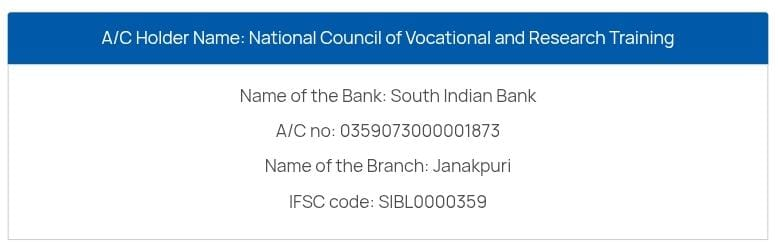 A/C Holder Name: National Council of Vocational and Research Training
Name of the Bank: South Indian Bank
A/C no: 0359073000001873
Name of the Branch: Janakpuri
IFSC code: SIBL0000359